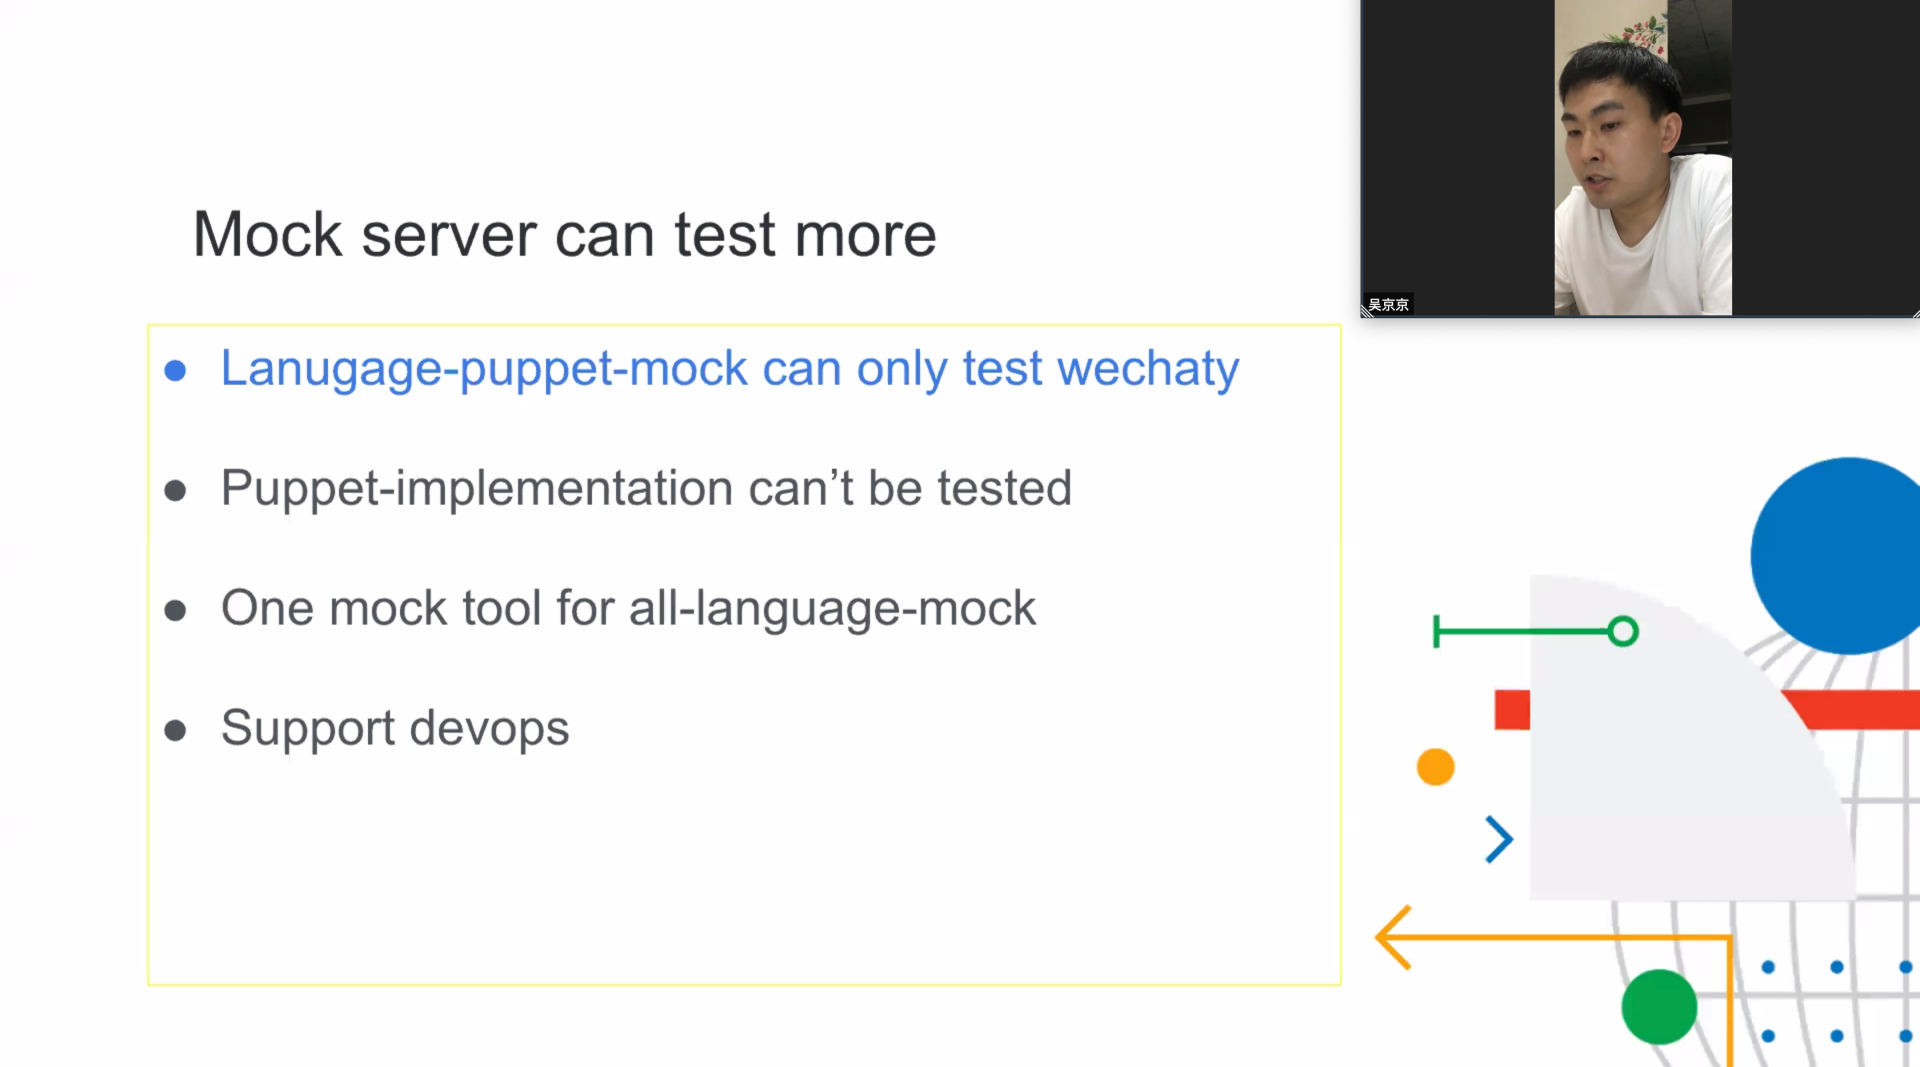 Mock server can test more
● Lanugage-puppet-mock can only test wechaty
● Puppet-implementation can’t be tested
● One mock tool for all-language-mock
● Support devops
吴京京